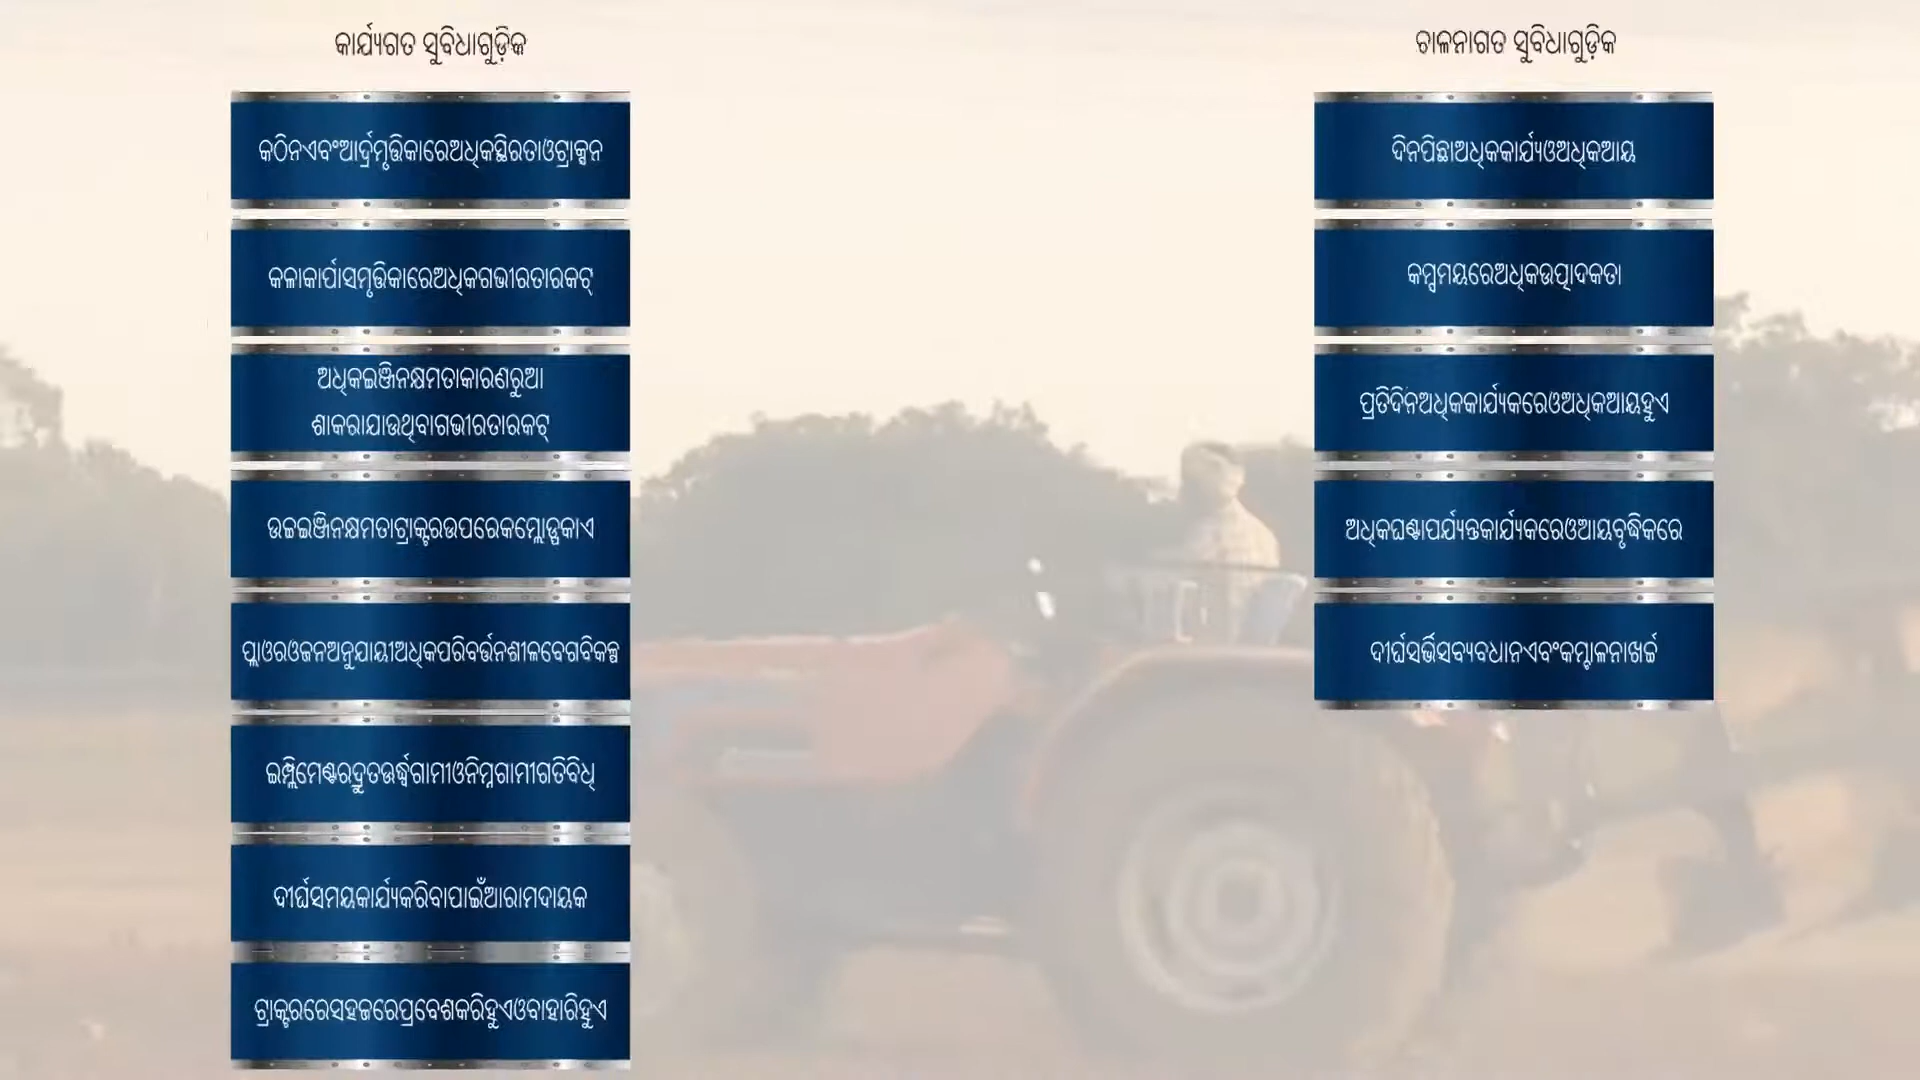 କାର୍ଯ୍ୟଗତ ସୁବିଧାଗୁଡ଼ିକ
କଠିନଏବଂଆର୍ଦ୍ରମୃତ୍ତିକାରେଅଧିକସ୍ଥିରତାଓଟ୍ରାକ୍ସନ
କଳାକାର୍ପାସମୃତ୍ତିକାରେଅଧିକଗଭୀରତାରକଟ୍
ଅଧିକଇଞ୍ଜିନକ୍ଷମତାକାରଣରୁଆ
ଶାକରାଯାଉଥିବାଗଭୀରତାରକଟ୍
ଉଚ୍ଚଇଞ୍ଜିନକ୍ଷମତାଟ୍ରାକ୍ଟରଉପରେକମ୍ଲୋଡ୍ପକାଏ
ପ୍ଲାଓରଓଜନଅନୁଯାୟୀଅଧିକପରିବର୍ତ୍ତନଶୀଳବେଗବିକଳ୍ପ
ଇମ୍ପ୍ଲିମେଣ୍ଟରଦ୍ରୁତଊର୍ଦ୍ଧ୍ୱଗାମୀଓନିମ୍ନଗାମୀଗତିବିଧି
ଦୀର୍ଘସମୟକାର୍ଯ୍ୟକରିବାପାଇଁଆରାମଦାୟକ
ଟ୍ରାକ୍ଟରରେସହଜରେପ୍ରବେଶକରିହୁଏଓବାହାରିହୁଏ
ଚାଳନାଗତ ସୁବିଧାଗୁଡ଼ିକ
ଦିନପିଛାଅଧିକକାର୍ଯ୍ୟଓଅଧିକଆୟ
କମ୍ସମୟରେଅଧିକଉତ୍ପାଦକତା
ପ୍ରତିଦିନଅଧିକକାର୍ଯ୍ୟକରେଓଅଧିକଆୟହୁଏ
ଅଧିକଘଣ୍ଟାପର୍ଯ୍ୟନ୍ତକାର୍ଯ୍ୟକରେଓଆୟବୃଦ୍ଧିକରେ
ଦୀର୍ଘସର୍ଭିସବ୍ୟବଧାନଏବଂକମ୍ଚାଳନାଖର୍ଚ୍ଚ